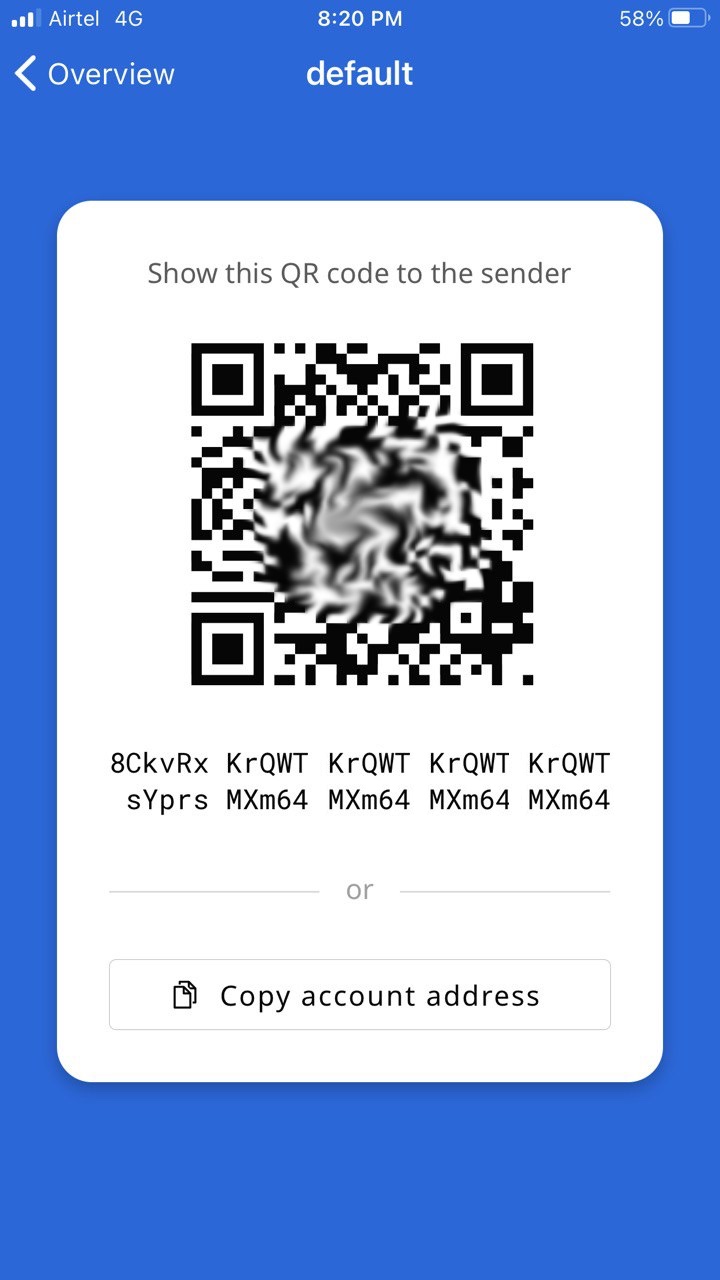 Airtel 4G 8:20 PM 58%
Overview default
Show this QR code to the sender
8CkvRx KrQWT KrQWT KrQWT KrQWT
sYprs MXm64 MXm64 MXm64 MXm64
or
Copy account address